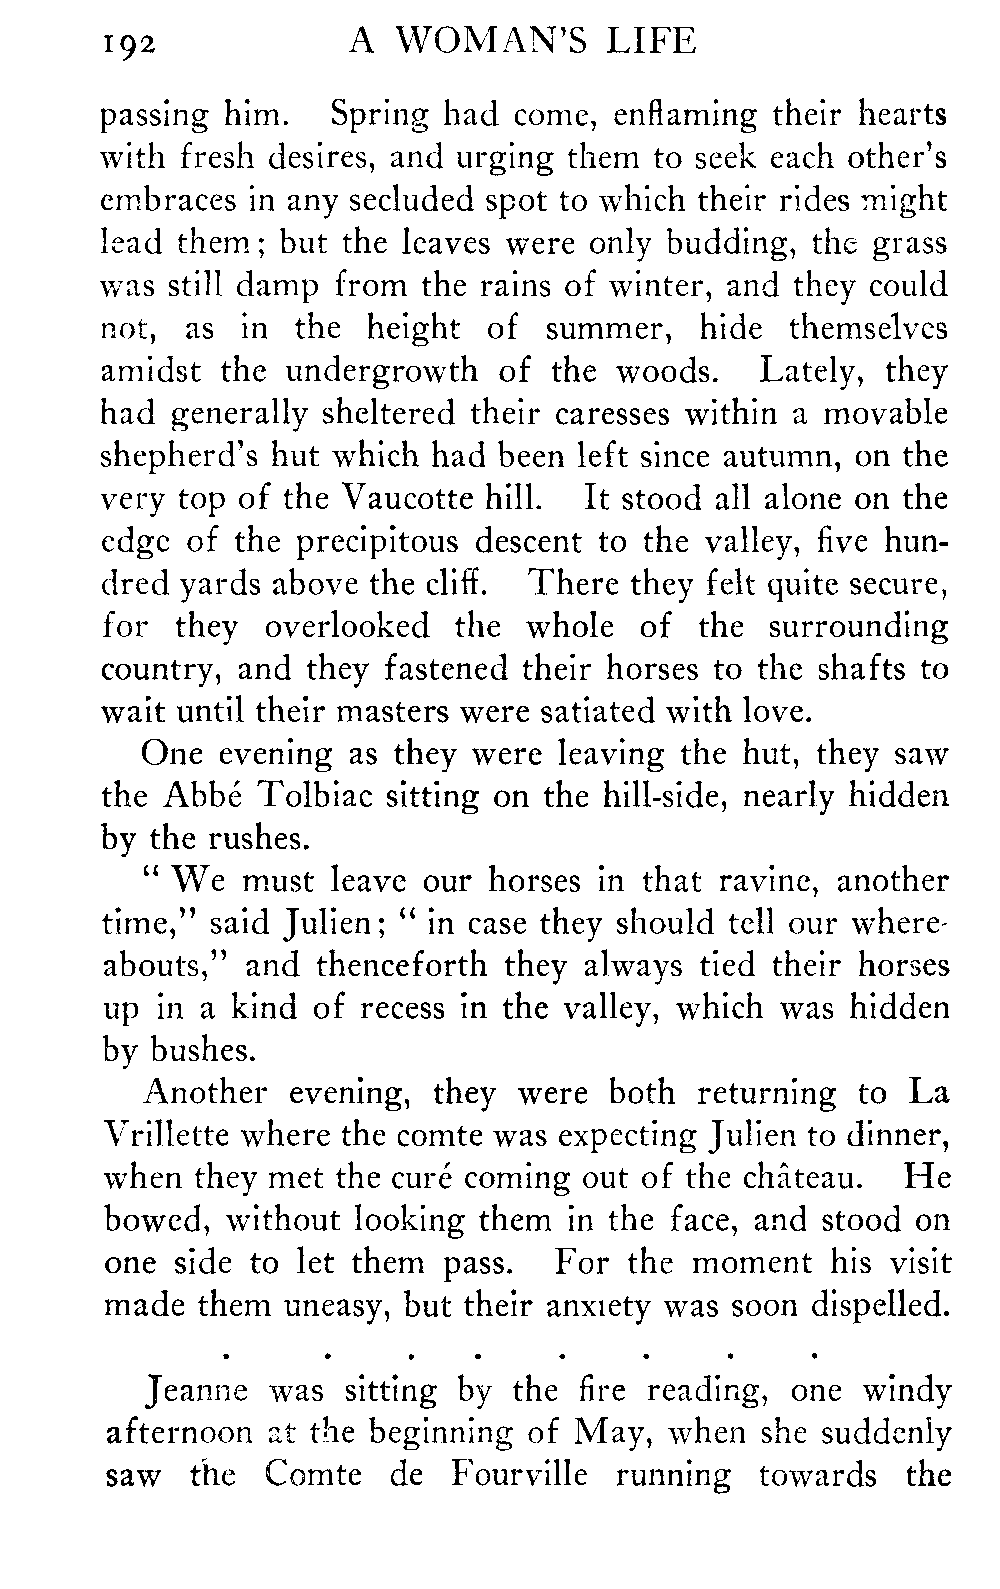 192 A WOMAN'S LIFE
passing him. Spring had come, enflaming their hearts
with fresh desires, and urging them to seek each other's
embraces in any secluded spot to which their rides might
lead them; but the leaves were only budding, the grass
was still damp from the rains of winter, and they could
not, as in the height of summer, hide themselves
amidst the undergrowth of the woods. Lately, they
had generally sheltered their caresses within a movable
shepherd's hut which had been left since autumn, on the
very top of the Vaucotte hill. It stood all alone on the
edge of the precipitous descent to the valley, five hun-
dred yards above the cliff. There they felt quite secure,
for they overlooked the whole of the surrounding
country, and they fastened their horses to the shafts to
wait until their masters were satiated with love.
One evening as they were leaving the hut, they saw
the Abbé Tolbiac sitting on the hill-side, nearly hidden
by the rushes.
"We must leave our horses in that ravine, another
time," said Julien; "in case they should tell our where-
abouts," and thenceforth they always tied their horses
up in a kind of recess in the valley, which was hidden
by bushes.
Another evening, they were both returning to La
Vrillette where the comte was expecting Julien to dinner,
when they met the curé coming out of the château. He
bowed, without looking them in the face, and stood on
one side to let them pass. For the moment his visit
made them uneasy, but their anxiety was soon dispelled.
. . . . . . . .
Jeanne was sitting by the fire reading, one windy
afternoon at the beginning of May, when she suddenly
saw the Comte de Fourville running towards the